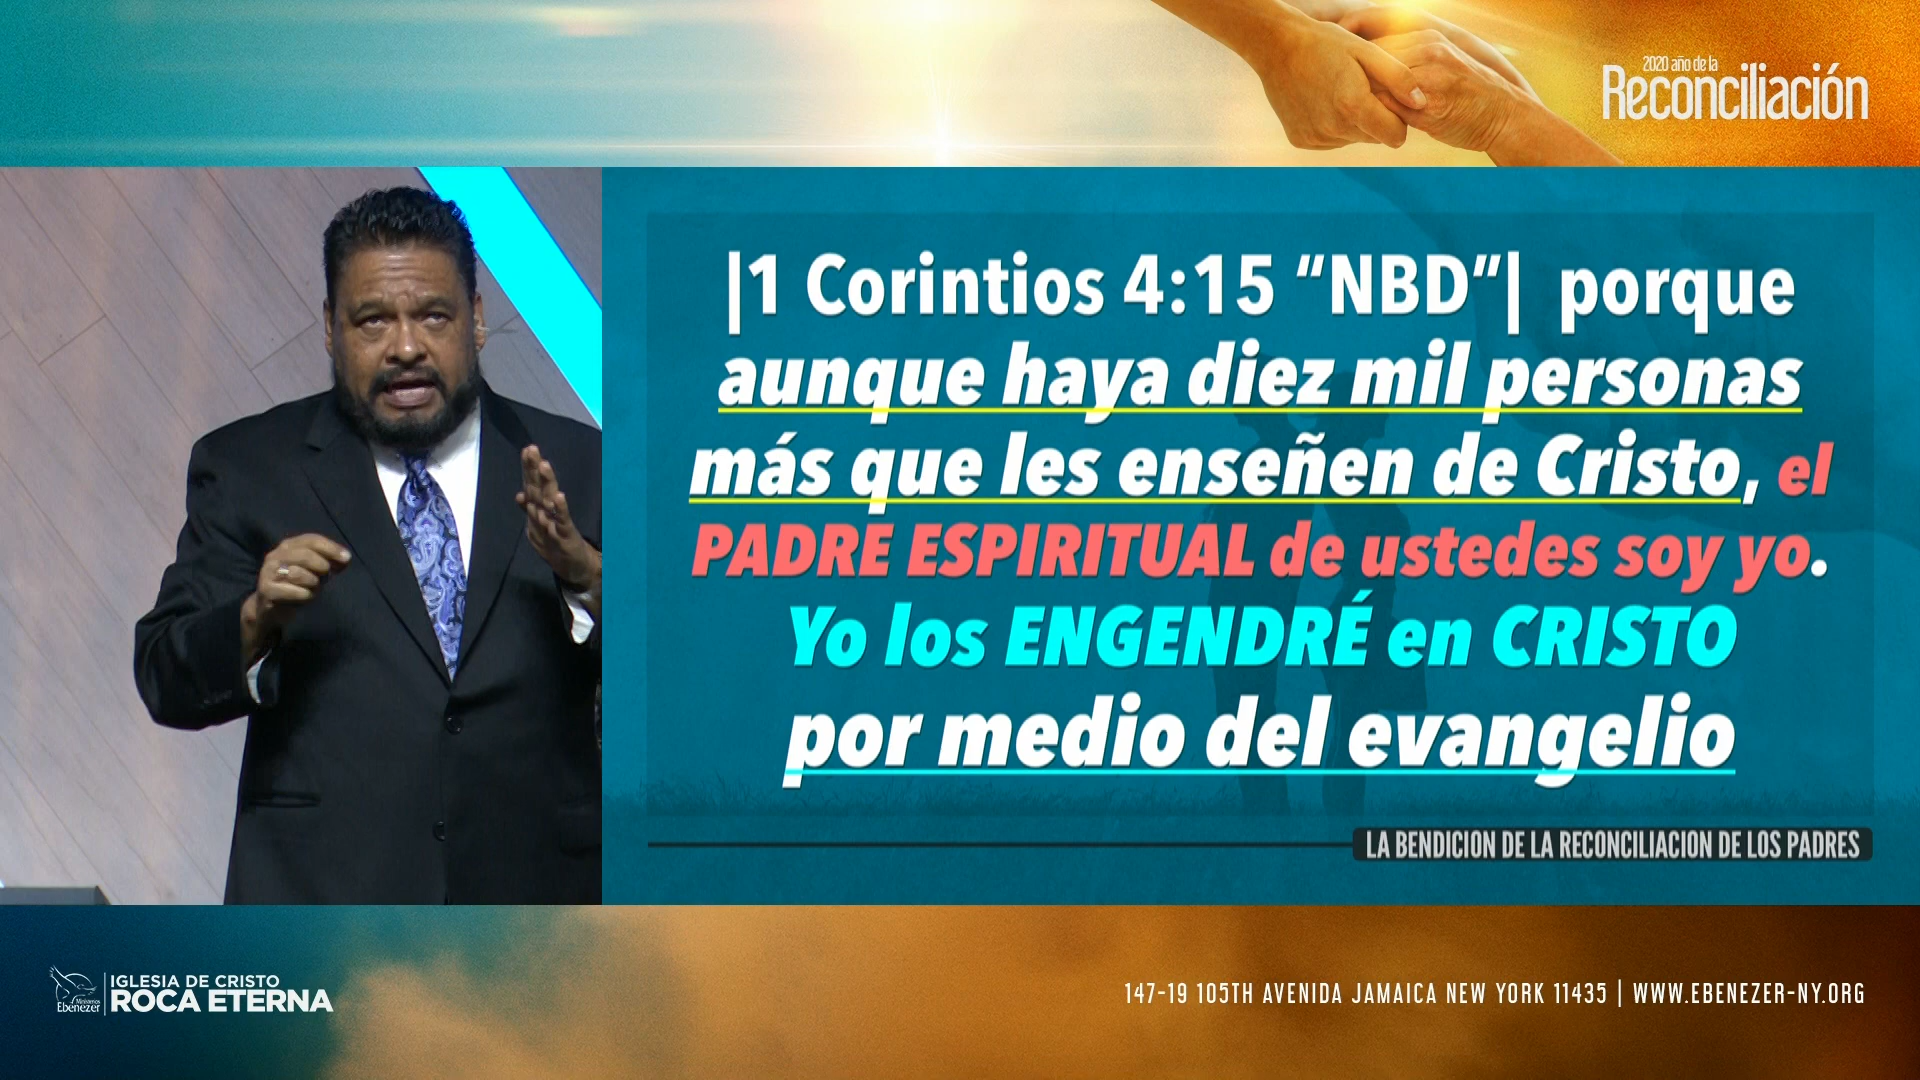 2020 año de la
Reconciliación
|1 Corintios 4:15 “NBD”| porque
aunque haya diez mil personas
más que les enseñen de Cristo, el
PADRE ESPIRITUAL de ustedes soy yo.
Yo los ENGENDRÉ en CRISTO
por medio del evangelio
LA BENDICION DE LA RECONCILIACION DE LOS PADRES
Ministerios
Ebenezer
IGLESIA DE CRISTO
ROCA ETERNA
147-19 105TH AVENIDA JAMAICA NEW YORK 11435 | WWW.EBENEZER-NY.ORG